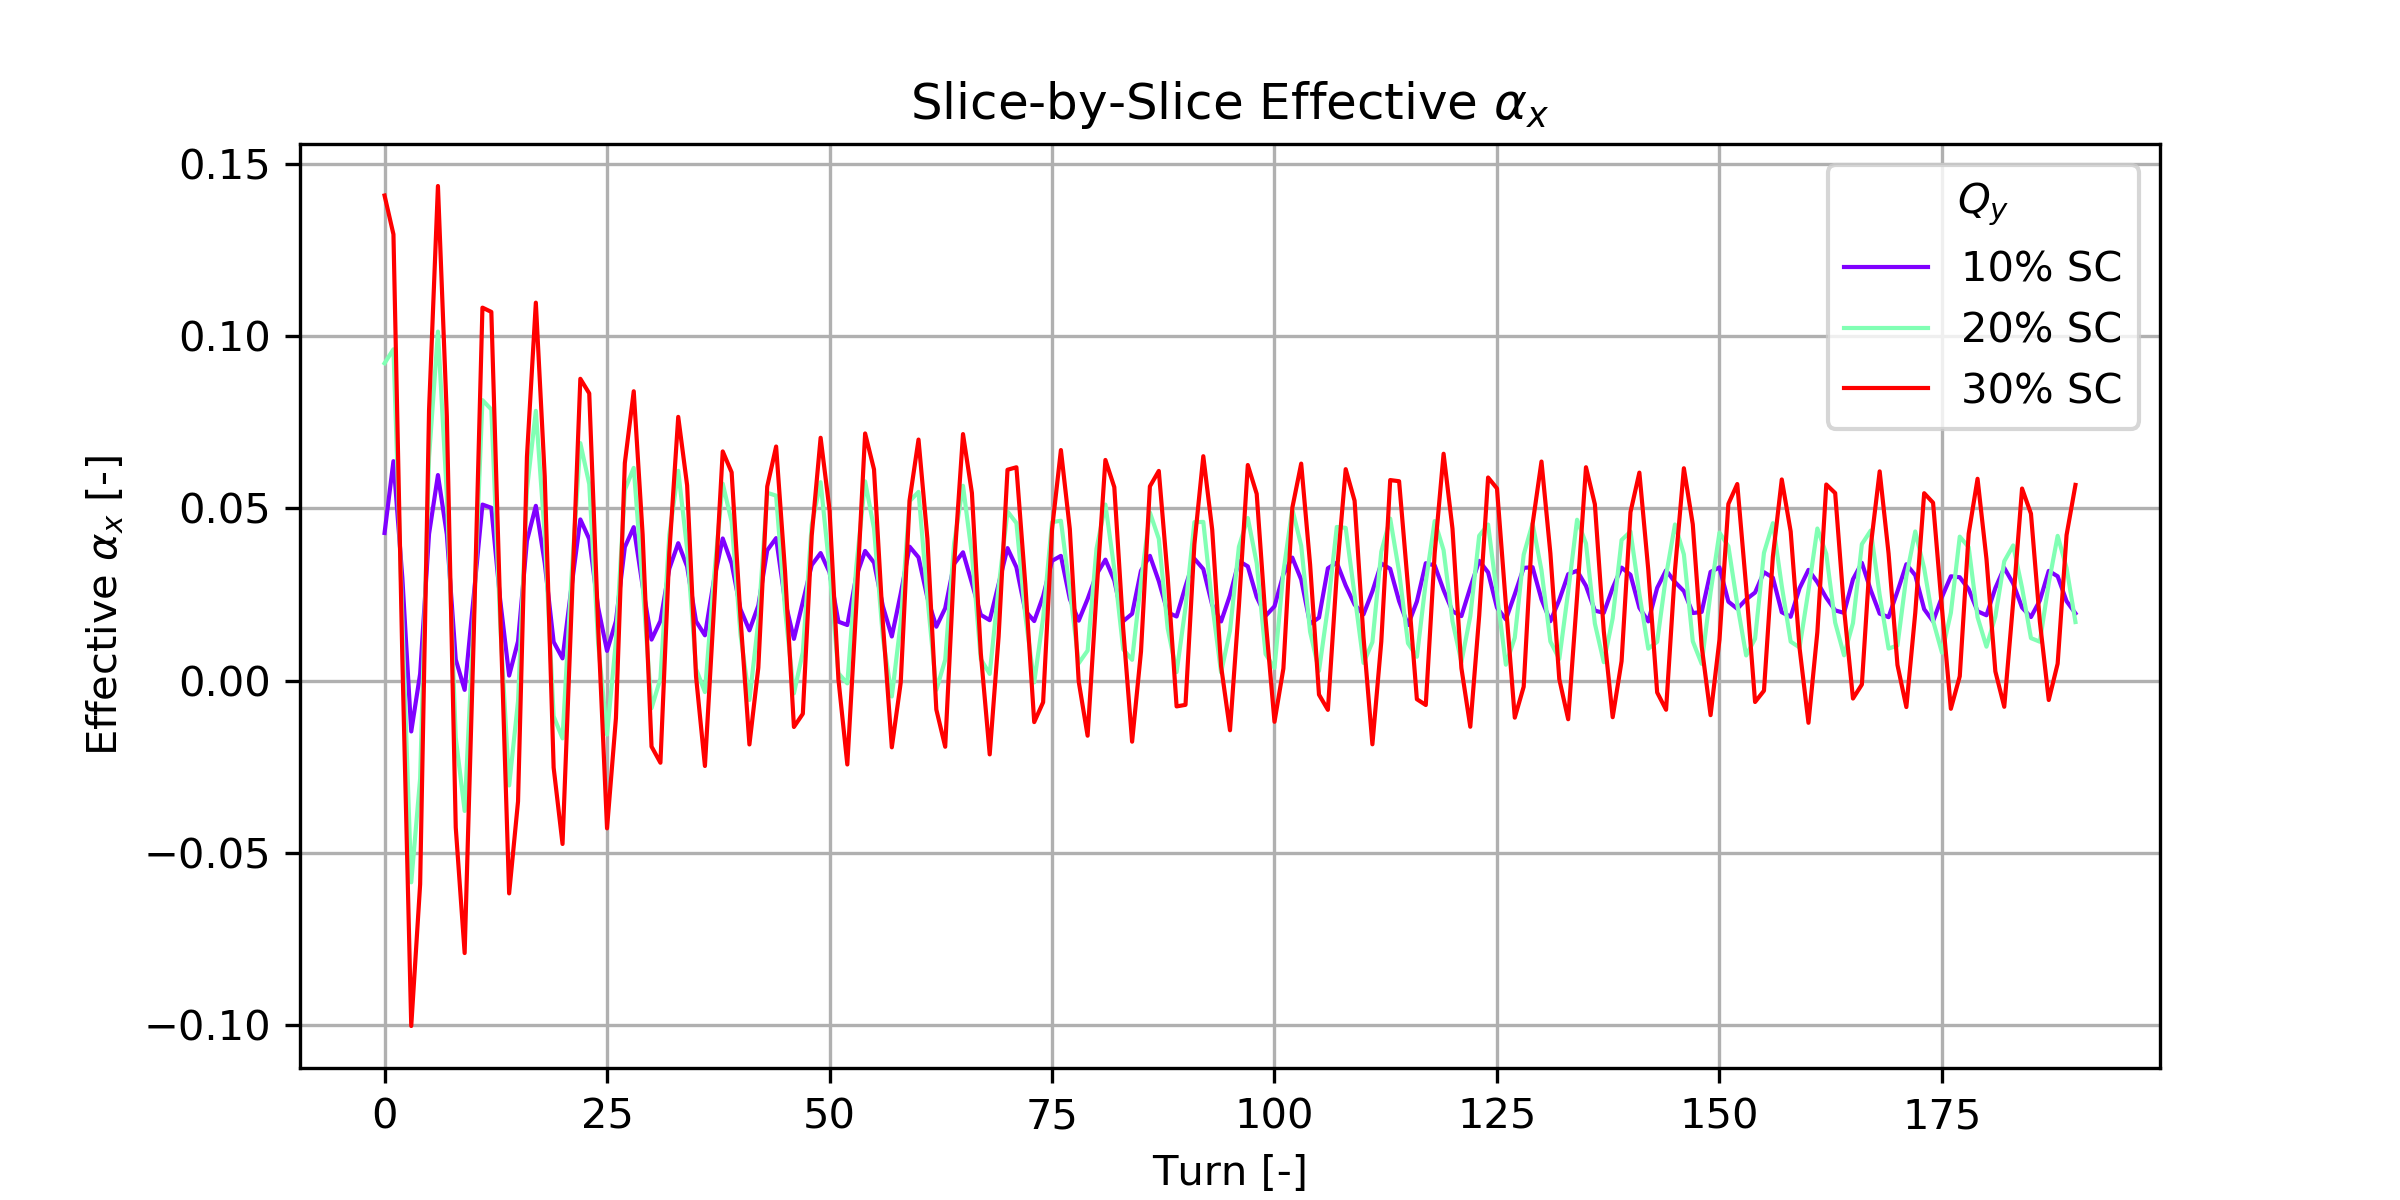 Slice-by-Slice Effective αₓ
Effective αₓ [-]
0.15
0.10
0.05
0.00
−0.05
−0.10
0 25 50 75 100 125 150 175
Turn [-]
Q_y
10% SC
20% SC
30% SC